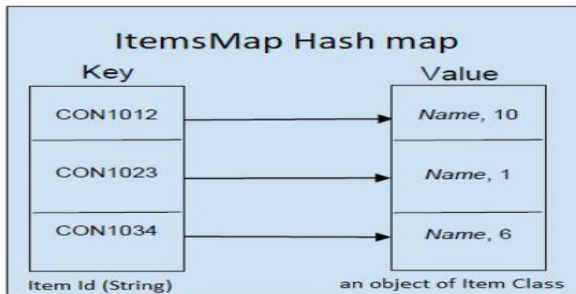 ItemsMap Hash map
Key Value
CON1012 Name, 10
CON1023 Name, 1
CON1034 Name, 6
Item Id (String) an object of Item Class